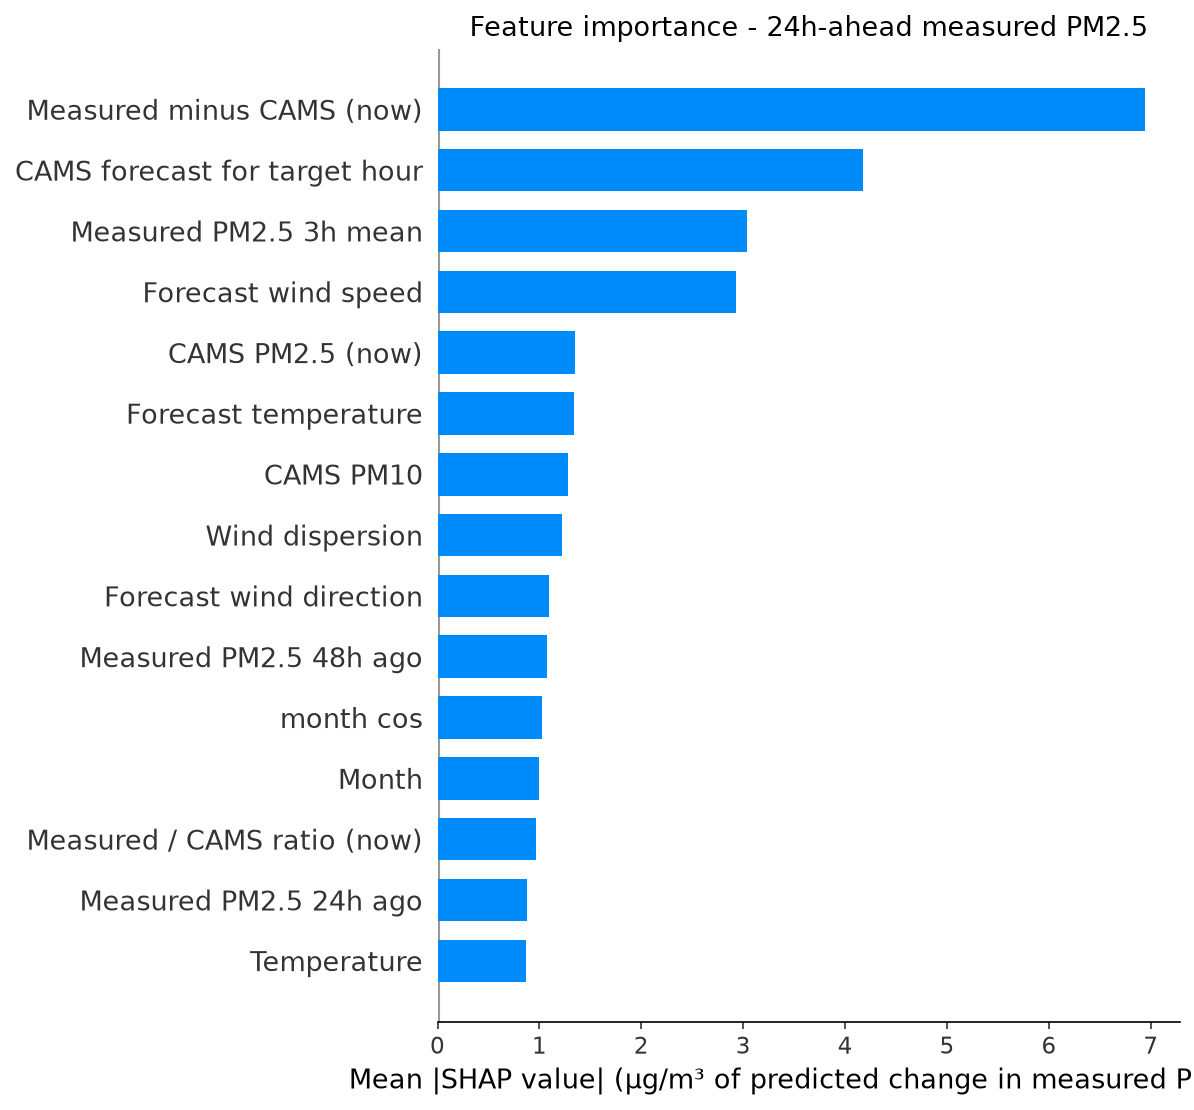 Feature importance - 24h-ahead measured PM2.5
Measured minus CAMS (now)
CAMS forecast for target hour
Measured PM2.5 3h mean
Forecast wind speed
CAMS PM2.5 (now)
Forecast temperature
CAMS PM10
Wind dispersion
Forecast wind direction
Measured PM2.5 48h ago
month cos
Month
Measured / CAMS ratio (now)
Measured PM2.5 24h ago
Temperature
0 1 2 3 4 5 6 7
Mean |SHAP value| (µg/m³ of predicted change in measured P